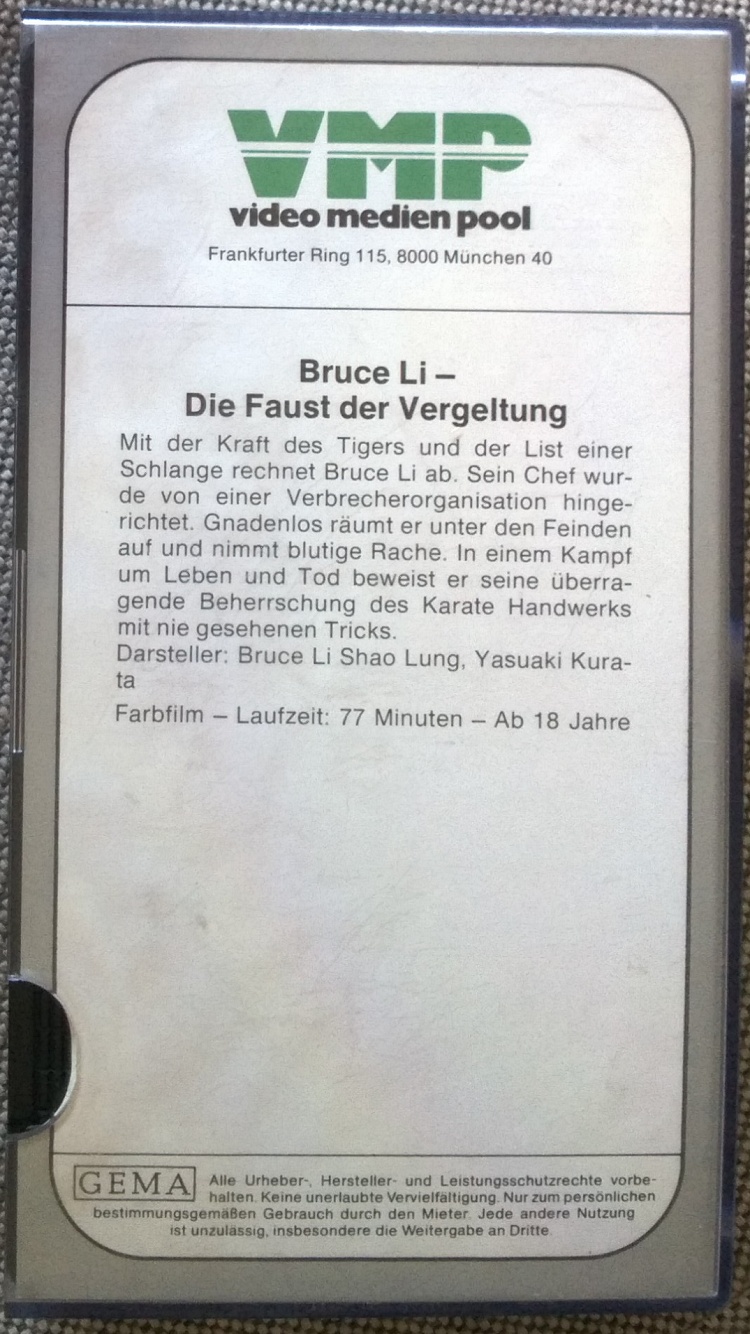 VMP
video medien pool
Frankfurter Ring 115, 8000 München 40
Bruce Li –
Die Faust der Vergeltung
Mit der Kraft des Tigers und der List einer
Schlange rechnet Bruce Li ab. Sein Chef wur-
de von einer Verbrecherorganisation hinge-
richtet. Gnadenlos räumt er unter den Feinden
auf und nimmt blutige Rache. In einem Kampf
um Leben und Tod beweist er seine überra-
gende Beherrschung des Karate Handwerks
mit nie gesehenen Tricks.
Darsteller: Bruce Li Shao Lung, Yasuaki Kura-
ta
Farbfilm – Laufzeit: 77 Minuten – Ab 18 Jahre
GEMA Alle Urheber-, Hersteller- und Leistungsschutzrechte vorbe-
halten. Keine unerlaubte Vervielfältigung. Nur zum persönlichen
bestimmungsgemäßen Gebrauch durch den Mieter. Jede andere Nutzung
ist unzulässig, insbesondere die Weitergabe an Dritte.